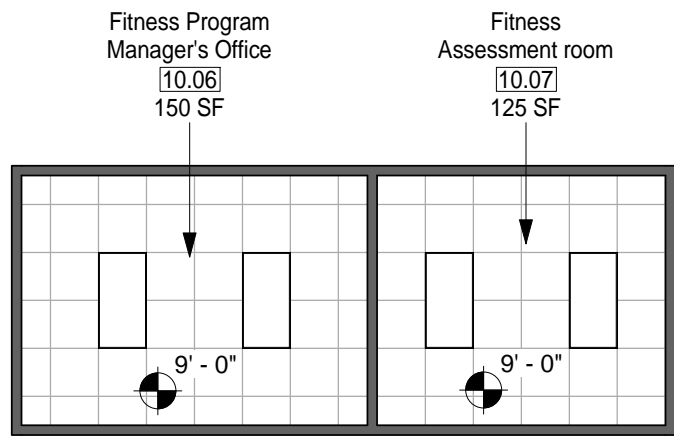 Fitness Program
Manager's Office
10.06
150 SF
Fitness
Assessment room
10.07
125 SF
9' - 0"
9' - 0"